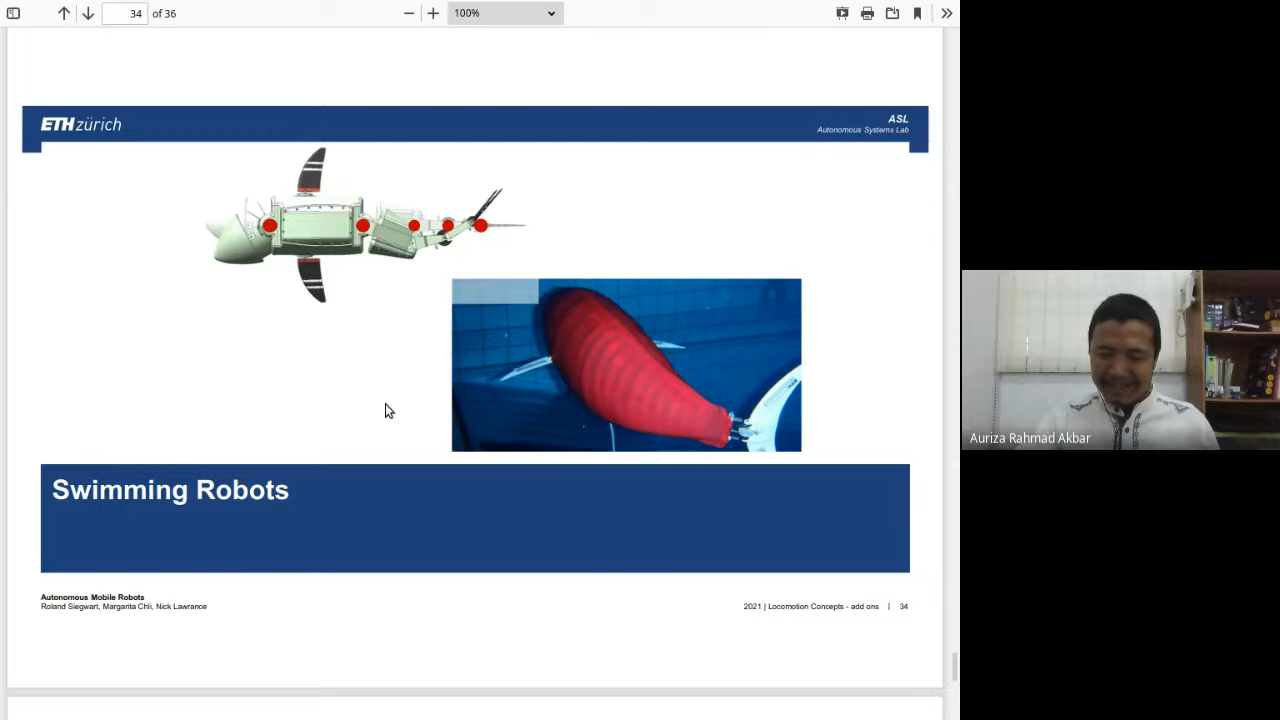 34 of 36
100%
ETH zürich
ASL
Autonomous Systems Lab
Swimming Robots
Autonomous Mobile Robots
Roland Siegwart, Margarita Chli, Nick Lawrance
2021 | Locomotion Concepts - add ons | 34
Auriza Rahmad Akbar